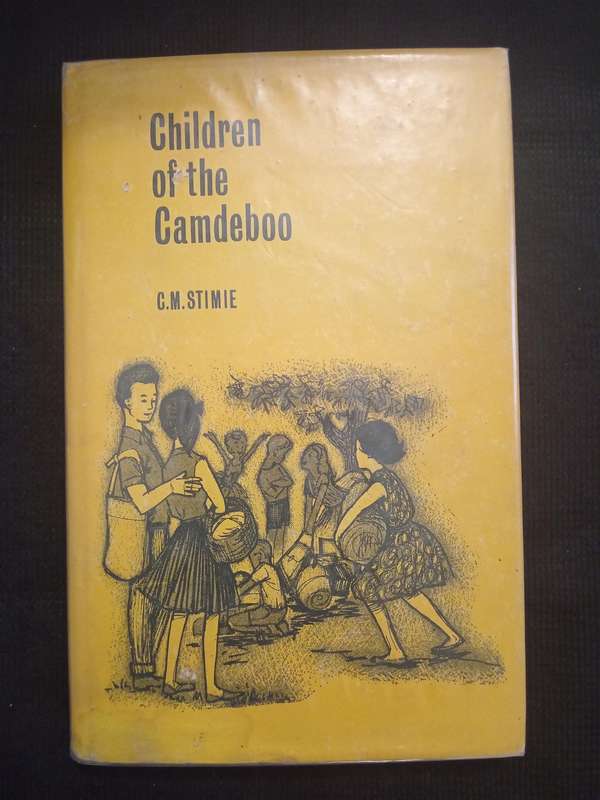 Children
of the
Camdeboo
C.M. STIMIE